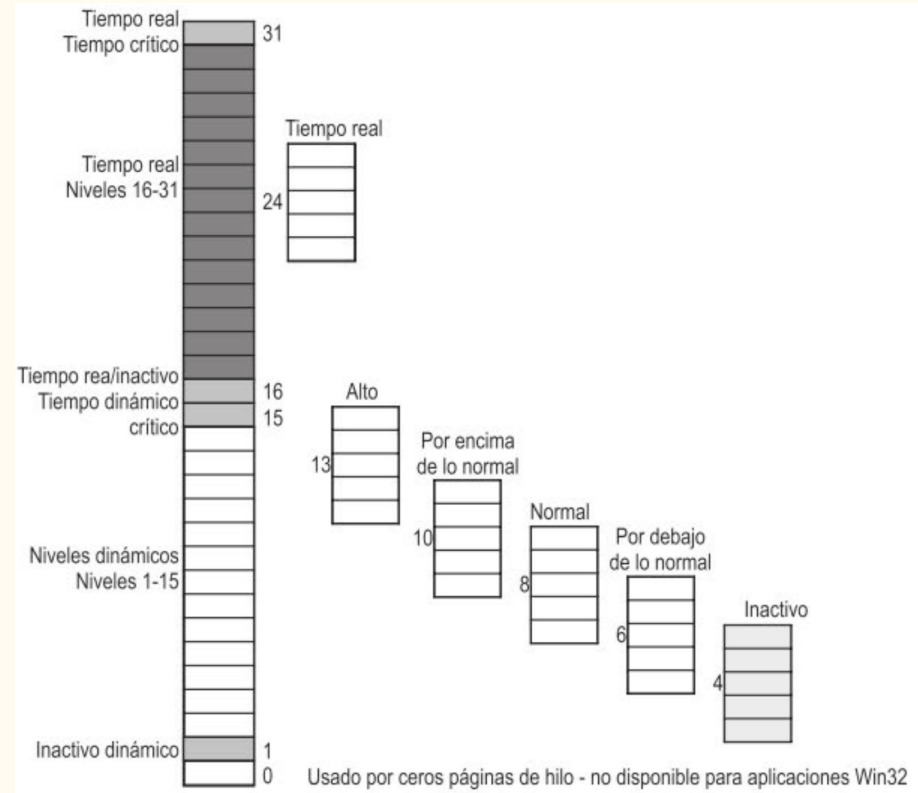 Tiempo real
Tiempo crítico
31
Tiempo real
Tiempo real
Niveles 16-31
24
Tiempo rea/inactivo
16
Tiempo dinámico
crítico
15
Alto
13
Por encima
de lo normal
10
Normal
8
Por debajo
de lo normal
6
Inactivo
4
Niveles dinámicos
Niveles 1-15
Inactivo dinámico
1
0
Usado por ceros páginas de hilo - no disponible para aplicaciones Win32